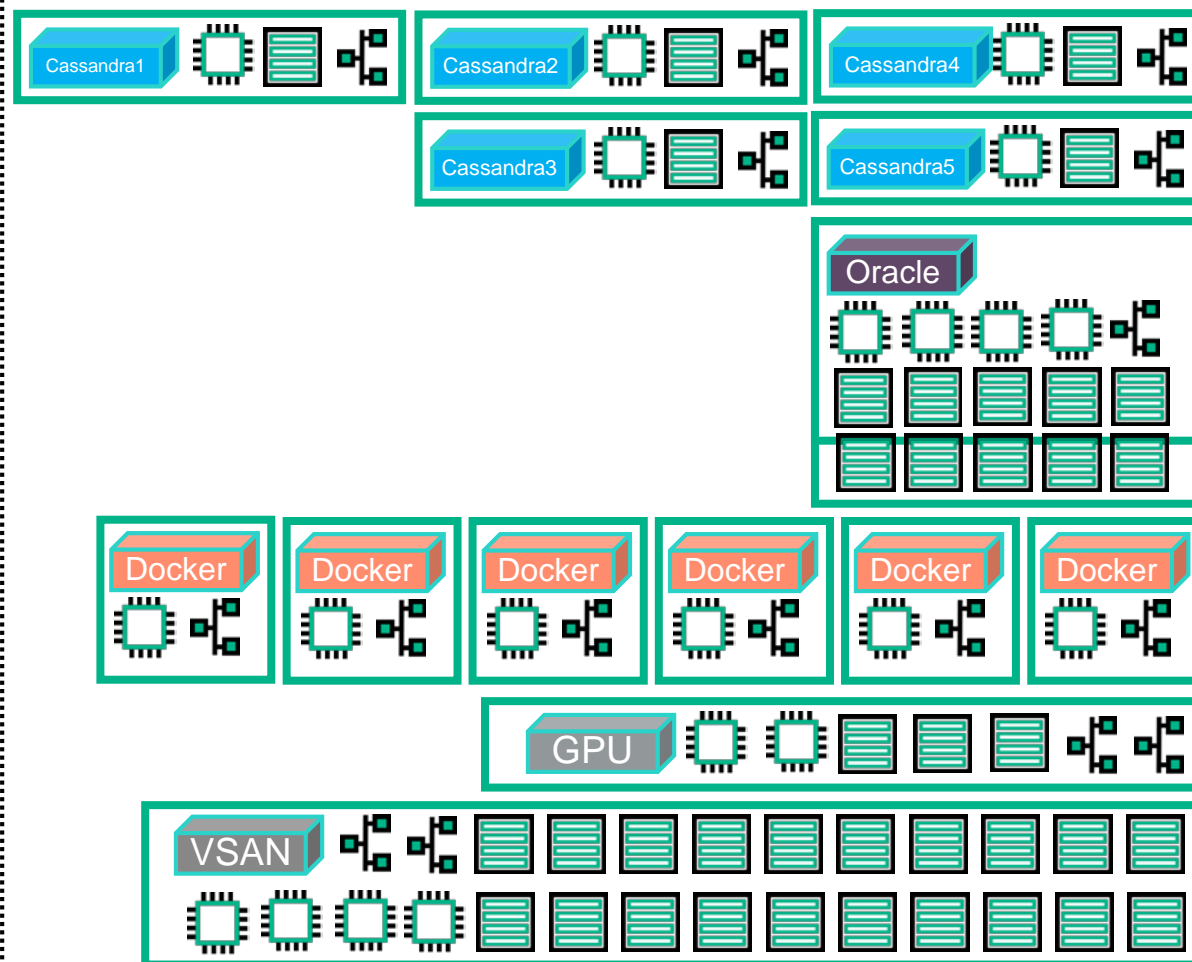 Cassandra1
Cassandra2
Cassandra4
Cassandra3
Cassandra5
Oracle
Docker
Docker
Docker
Docker
Docker
Docker
GPU
VSAN